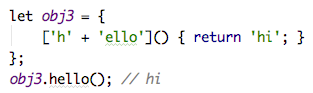 let obj3 = {
    ['h' + 'ello']() { return 'hi'; }
};
obj3.hello(); // hi